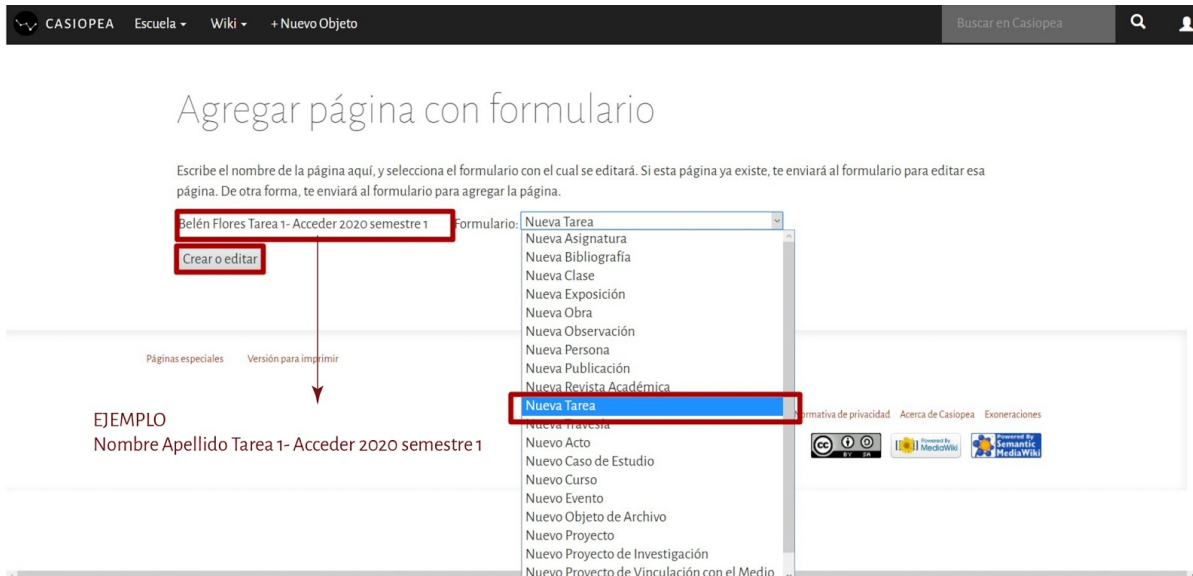 CASIOPEA Escuela Wiki + Nuevo Objeto Buscar en Casiopea
Agregar página con formulario
Escribe el nombre de la página aquí, y selecciona el formulario con el cual se editará. Si esta página ya existe, te enviará al formulario para editar esa
página. De otra forma, te enviará al formulario para agregar la página.
Belén Flores Tarea 1- Acceder 2020 semestre 1 Formulario: Nueva Tarea
Crear o editar
Nueva Asignatura
Nueva Bibliografía
Nueva Clase
Nueva Exposición
Nueva Obra
Nueva Observación
Nueva Persona
Nueva Publicación
Nueva Revista Académica
Nueva Tarea
Nueva Travesía
Nuevo Acto
Nuevo Caso de Estudio
Nuevo Curso
Nuevo Evento
Nuevo Objeto de Archivo
Nuevo Proyecto
Nuevo Proyecto de Investigación
Nuevo Proyecto de Vinculación con el Medio
Páginas especiales Versión para imprimir
EJEMPLO
Nombre Apellido Tarea 1- Acceder 2020 semestre 1
Normativa de privacidad Acerca de Casiopea Exoneraciones
cc BY SA
Powered By MediaWiki
Powered By Semantic MediaWiki